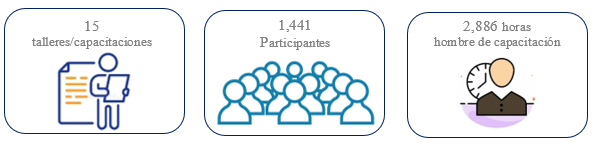 15
talleres/capacitaciones
1,441
Participantes
2,886 horas
hombre de capacitación